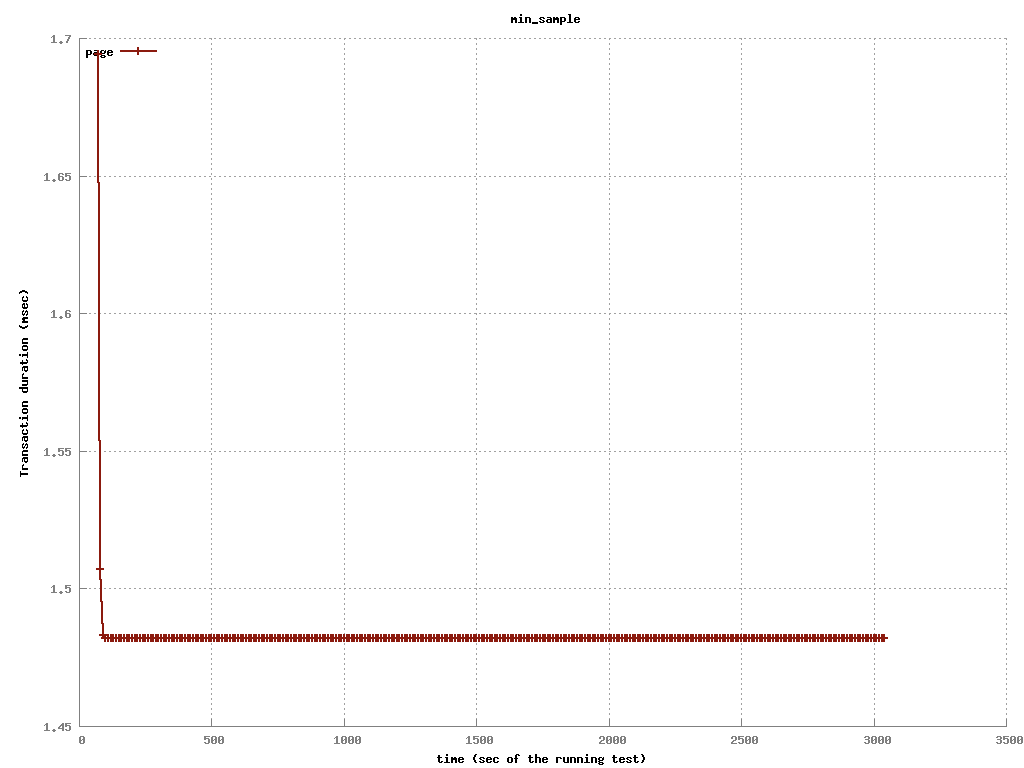 min_sample
1.7
page
1.65
1.6
1.55
1.5
1.45
Transaction duration (msec)
0 500 1000 1500 2000 2500 3000 3500
time (sec of the running test)